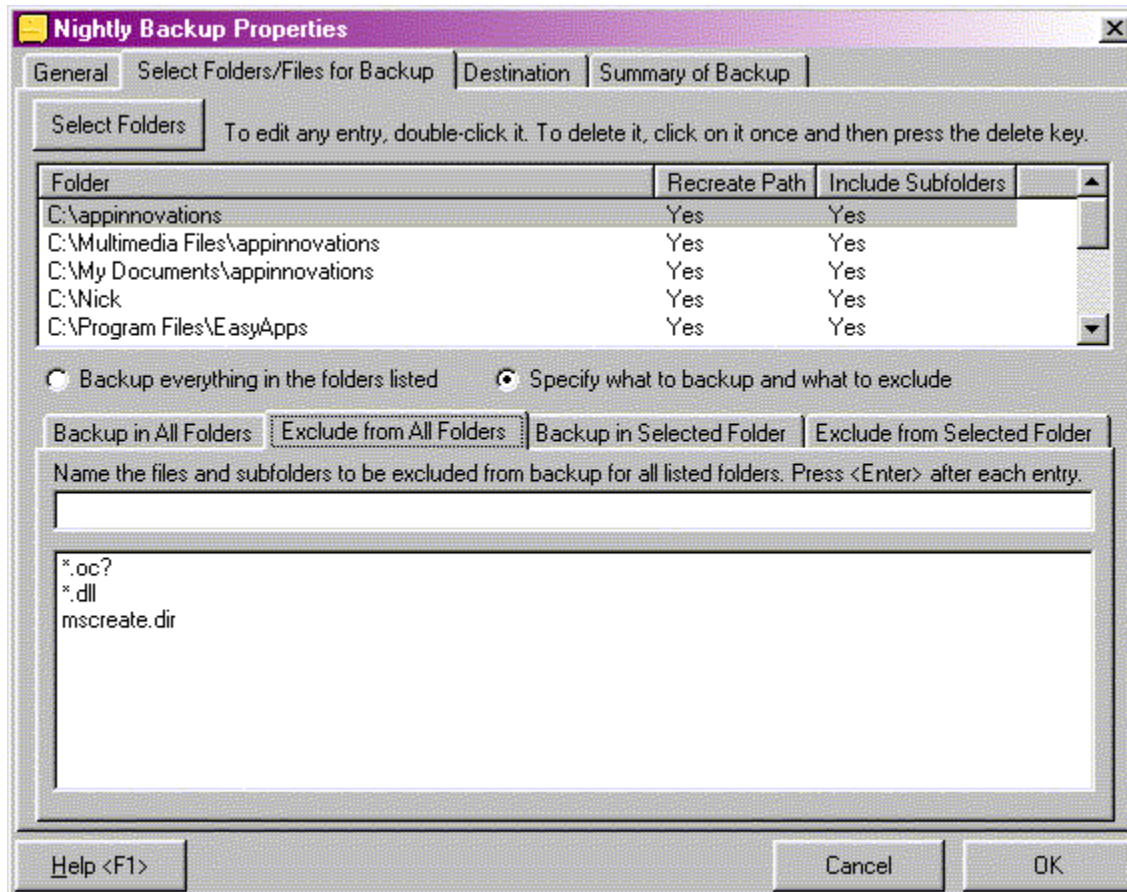 Nightly Backup Properties
General Select Folders/Files for Backup Destination Summary of Backup
Select Folders To edit any entry, double-click it. To delete it, click on it once and then press the delete key.
Folder Recreate Path Include Subfolders
C:\appinnovations Yes Yes
C:\Multimedia Files\appinnovations Yes Yes
C:\My Documents\appinnovations Yes Yes
C:\Nick Yes Yes
C:\Program Files\EasyApps Yes Yes
Backup everything in the folders listed Specify what to backup and what to exclude
Backup in All Folders Exclude from All Folders Backup in Selected Folder Exclude from Selected Folder
Name the files and subfolders to be excluded from backup for all listed folders. Press <Enter> after each entry.
*.oc?
*.dll
mscreate.dir
Help <F1> Cancel OK